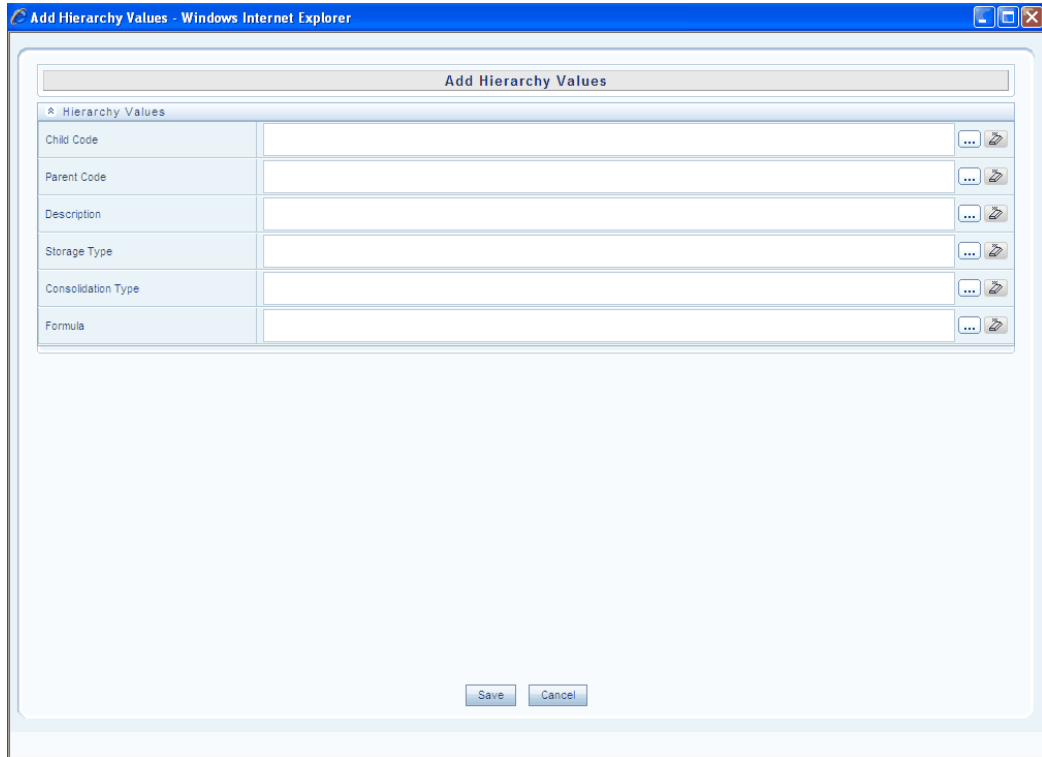 Add Hierarchy Values - Windows Internet Explorer
Add Hierarchy Values
Hierarchy Values
Child Code ...
Parent Code ...
Description ...
Storage Type ...
Consolidation Type ...
Formula ...
Save Cancel